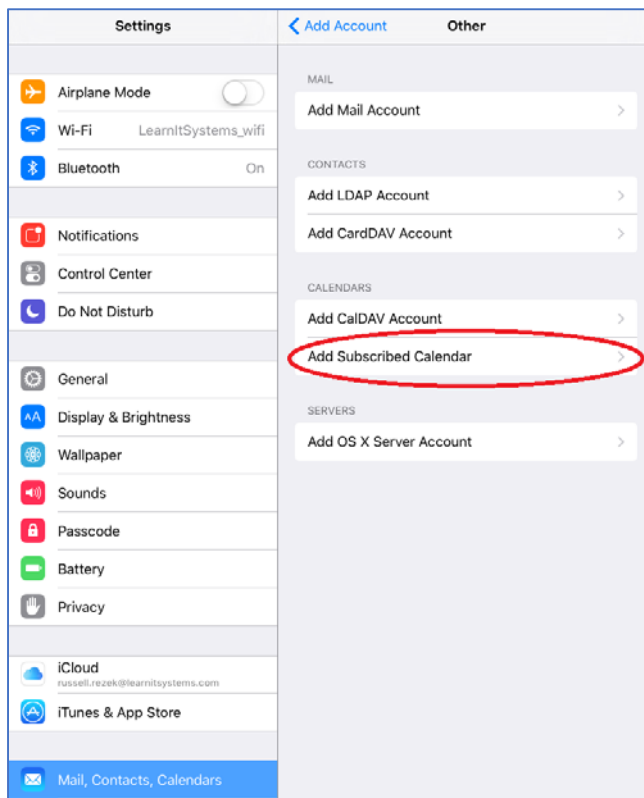 Settings
Airplane Mode
Wi-Fi LearnItSystems_wifi
Bluetooth On
Notifications
Control Center
Do Not Disturb
General
AA Display & Brightness
Wallpaper
Sounds
Passcode
Battery
Privacy
iCloud
russell.rezek@learnitsystems.com
iTunes & App Store
Mail, Contacts, Calendars
Add Account Other
MAIL
Add Mail Account
CONTACTS
Add LDAP Account
Add CardDAV Account
CALENDARS
Add CalDAV Account
Add Subscribed Calendar
SERVERS
Add OS X Server Account